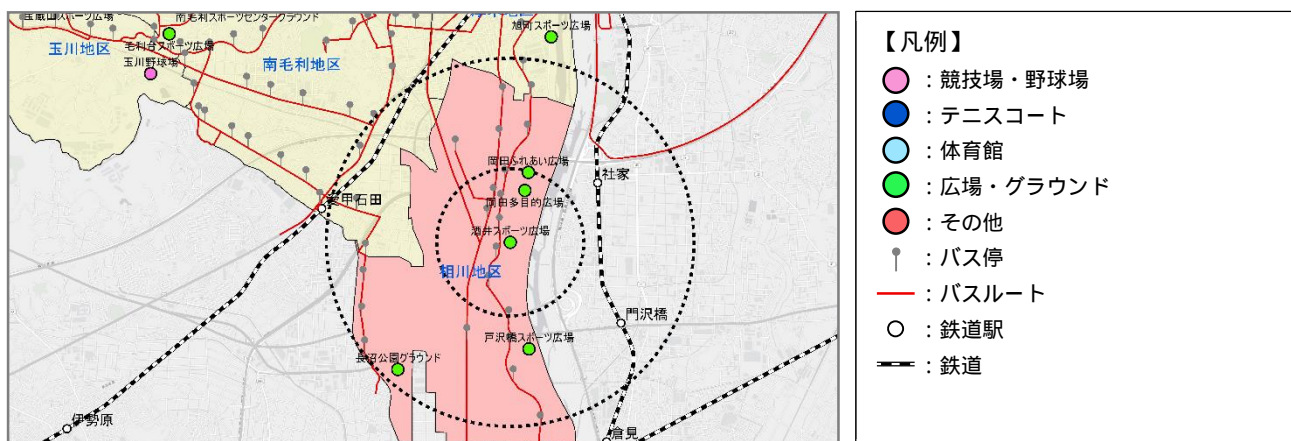 南毛利スポーツセンターグラウンド
旭町スポーツ広場
玉川地区
毛利台スポーツ広場
玉川野球場
南毛利地区
岡田ふれあい広場
社家
愛甲石田
岡田多目的広場
酒井スポーツ広場
相川地区
門沢橋
戸沢橋スポーツ広場
長沼公園グラウンド
伊勢原
倉見
【凡例】
：競技場・野球場
：テニスコート
：体育館
：広場・グラウンド
：その他
：バス停
：バスルート
：鉄道駅
：鉄道